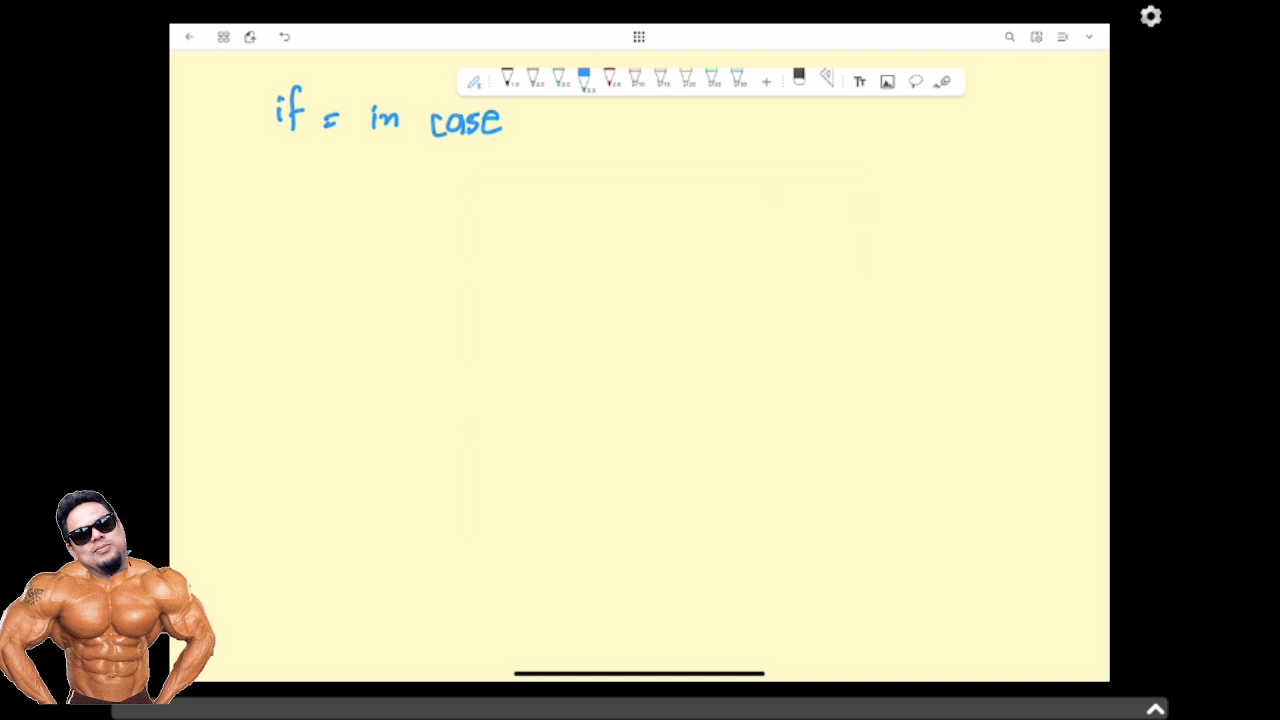 if = in case